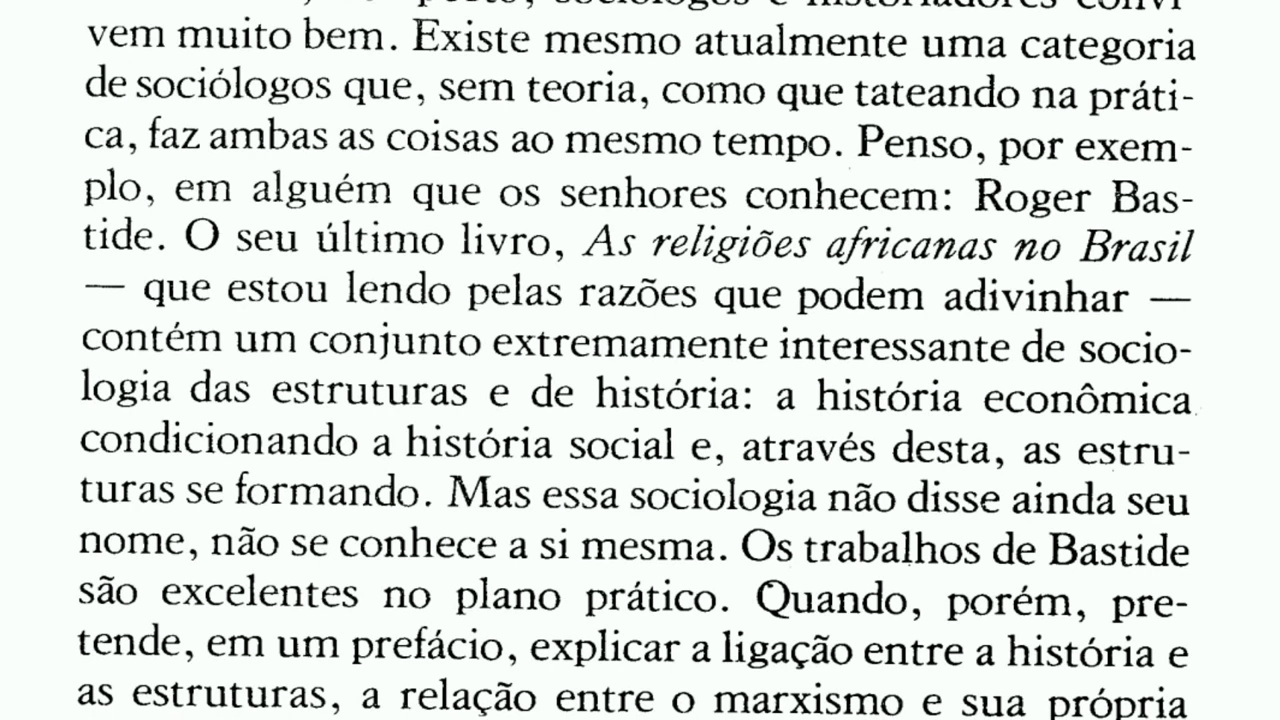 sociólogos e historiadores convi-
vem muito bem. Existe mesmo atualmente uma categoria
de sociólogos que, sem teoria, como que tateando na práti-
ca, faz ambas as coisas ao mesmo tempo. Penso, por exem-
plo, em alguém que os senhores conhecem: Roger Bas-
tide. O seu último livro, As religiões africanas no Brasil
— que estou lendo pelas razões que podem adivinhar —
contém um conjunto extremamente interessante de socio-
logia das estruturas e de história: a história econômica
condicionando a história social e, através desta, as estru-
turas se formando. Mas essa sociologia não disse ainda seu
nome, não se conhece a si mesma. Os trabalhos de Bastide
são excelentes no plano prático. Quando, porém, pre-
tende, em um prefácio, explicar a ligação entre a história e
as estruturas, a relação entre o marxismo e sua própria